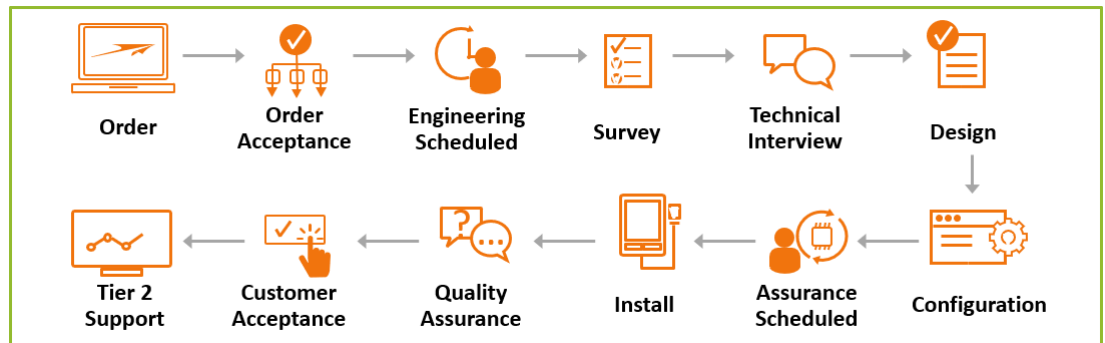 Order
Order
Acceptance
Engineering
Scheduled
Survey
Technical
Interview
Design
Tier 2
Support
Customer
Acceptance
Quality
Assurance
Install
Assurance
Scheduled
Configuration